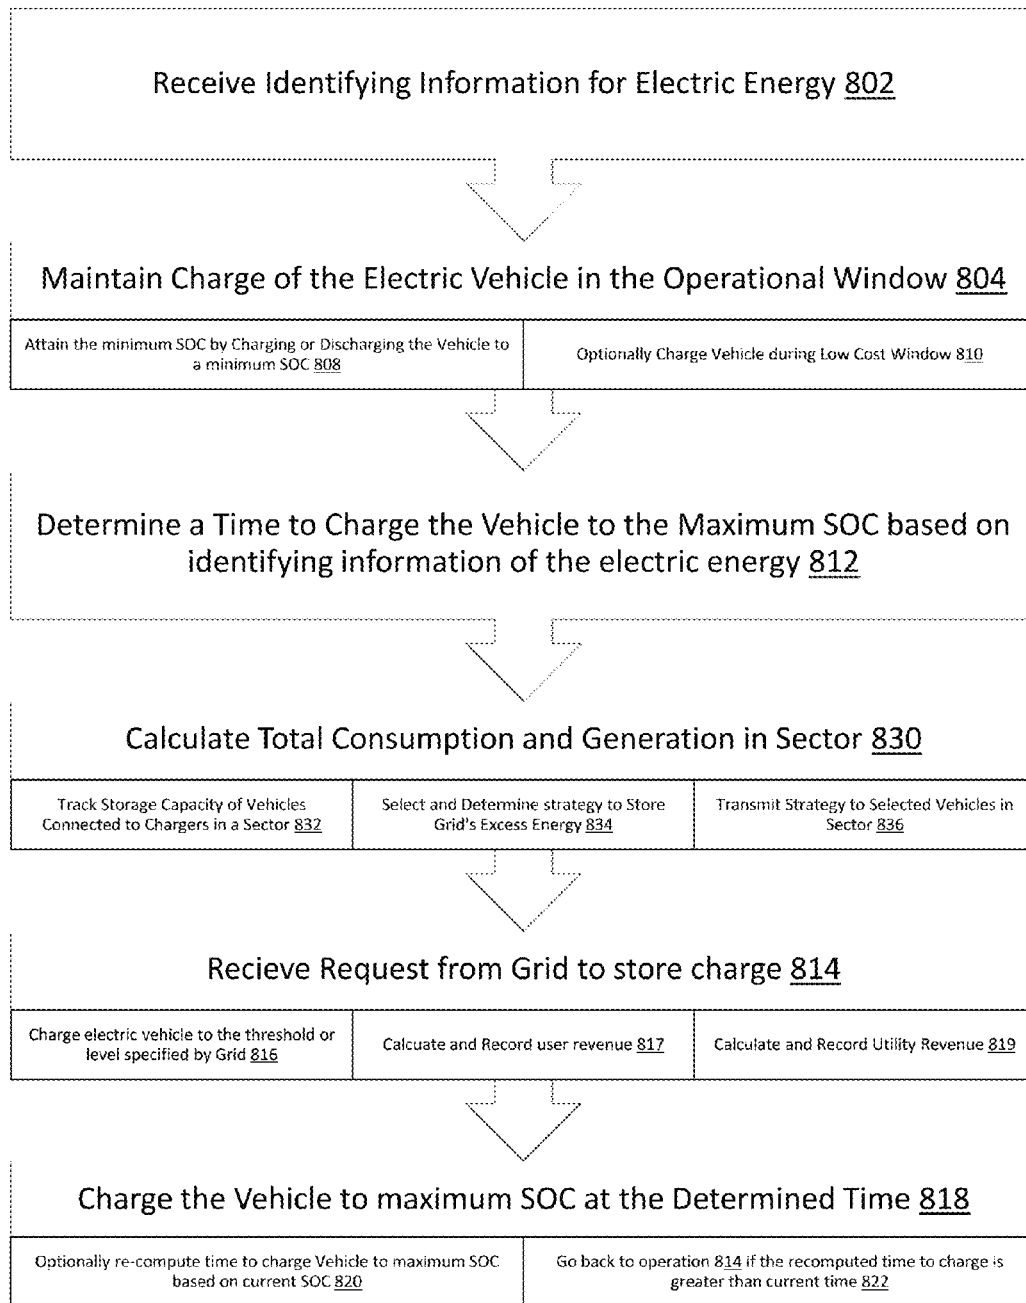 Receive Identifying Information for Electric Energy 802
Maintain Charge of the Electric Vehicle in the Operational Window 804
Attain the minimum SOC by Charging or Discharging the Vehicle to
a minimum SOC 808
Optionally Charge Vehicle during Low Cost Window 810
Determine a Time to Charge the Vehicle to the Maximum SOC based on
identifying information of the electric energy 812
Calculate Total Consumption and Generation in Sector 830
Track Storage Capacity of Vehicles
Connected to Chargers in a Sector 832
Select and Determine strategy to Store
Grid's Excess Energy 834
Transmit Strategy to Selected Vehicles in
Sector 836
Recieve Request from Grid to store charge 814
Charge electric vehicle to the threshold or
level specified by Grid 816
Calcuate and Record user revenue 817
Calculate and Record Utility Revenue 819
Charge the Vehicle to maximum SOC at the Determined Time 818
Optionally re-compute time to charge Vehicle to maximum SOC
based on current SOC 820
Go back to operation 814 if the recomputed time to charge is
greater than current time 822